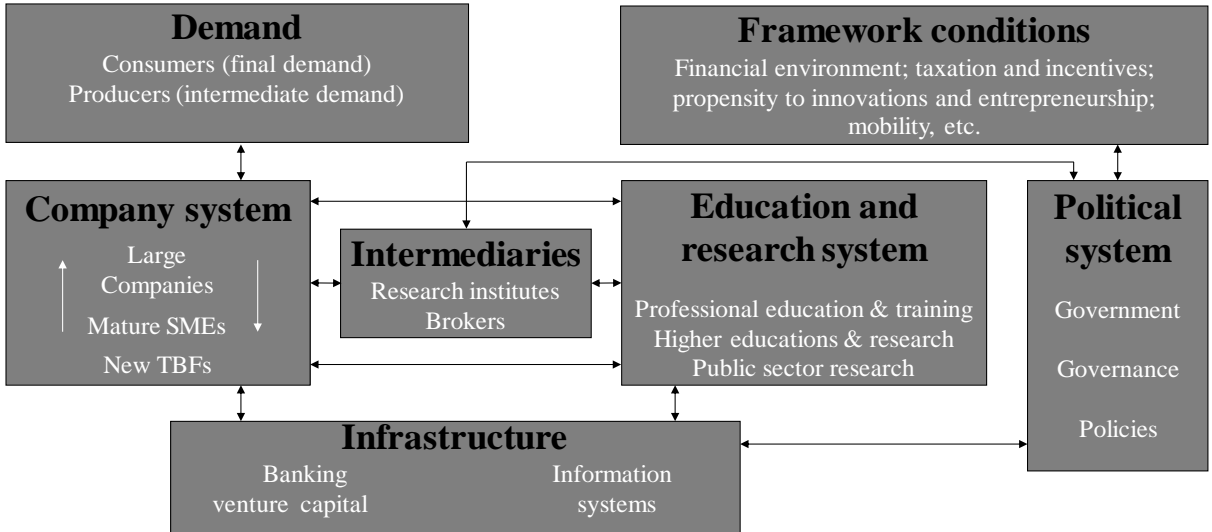 Demand
Consumers (final demand)
Producers (intermediate demand)
Framework conditions
Financial environment; taxation and incentives;
propensity to innovations and entrepreneurship;
mobility, etc.
Company system
Large
Companies
Mature SMEs
New TBFs
Intermediaries
Research institutes
Brokers
Education and
research system
Professional education & training
Higher educations & research
Public sector research
Political
system
Government
Governance
Policies
Infrastructure
Banking
venture capital
Information
systems